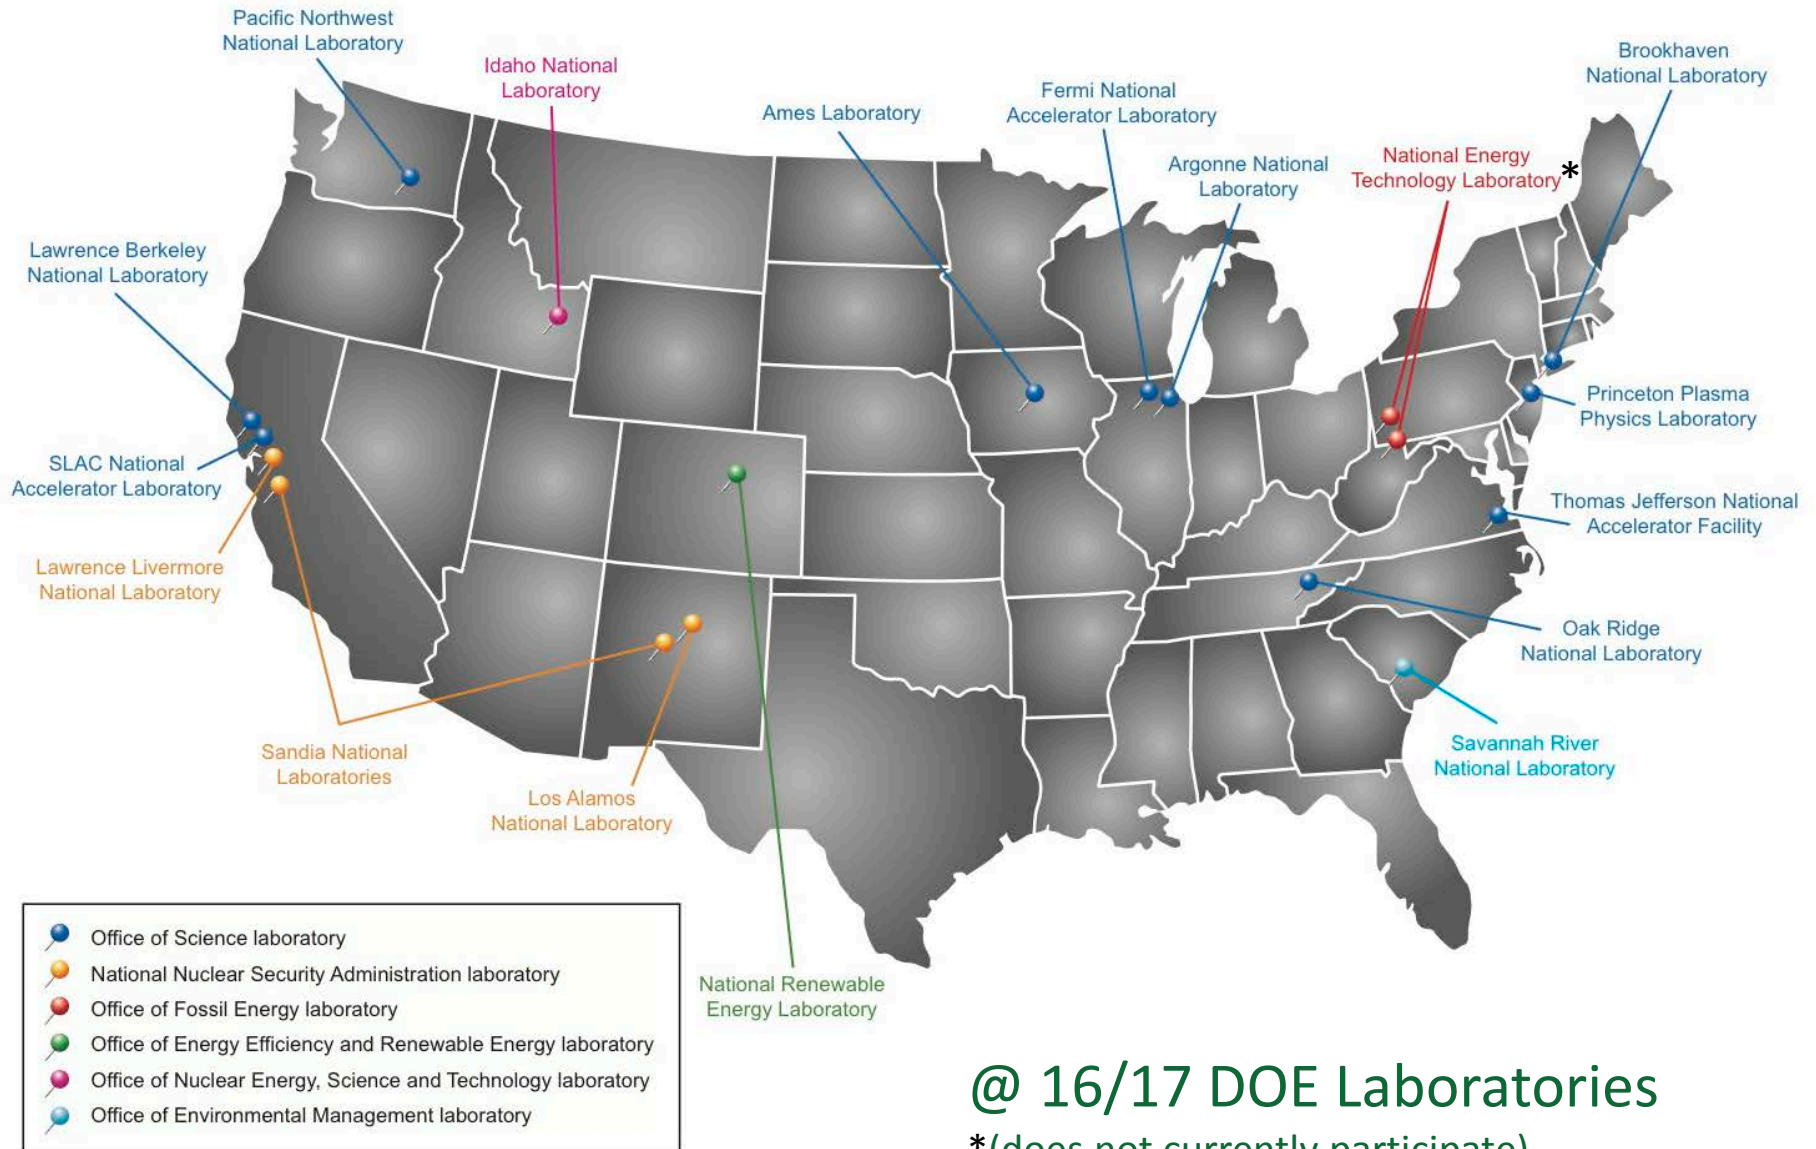 Pacific Northwest
National Laboratory
Idaho National
Laboratory
Ames Laboratory
Fermi National
Accelerator Laboratory
Argonne National
Laboratory
National Energy
Technology Laboratory*
Brookhaven
National Laboratory
Lawrence Berkeley
National Laboratory
SLAC National
Accelerator Laboratory
Lawrence Livermore
National Laboratory
Sandia National
Laboratories
Los Alamos
National Laboratory
Princeton Plasma
Physics Laboratory
Thomas Jefferson National
Accelerator Facility
Oak Ridge
National Laboratory
Savannah River
National Laboratory
National Renewable
Energy Laboratory
Office of Science laboratory
National Nuclear Security Administration laboratory
Office of Fossil Energy laboratory
Office of Energy Efficiency and Renewable Energy laboratory
Office of Nuclear Energy, Science and Technology laboratory
Office of Environmental Management laboratory
@ 16/17 DOE Laboratories
*(does not currently participate)